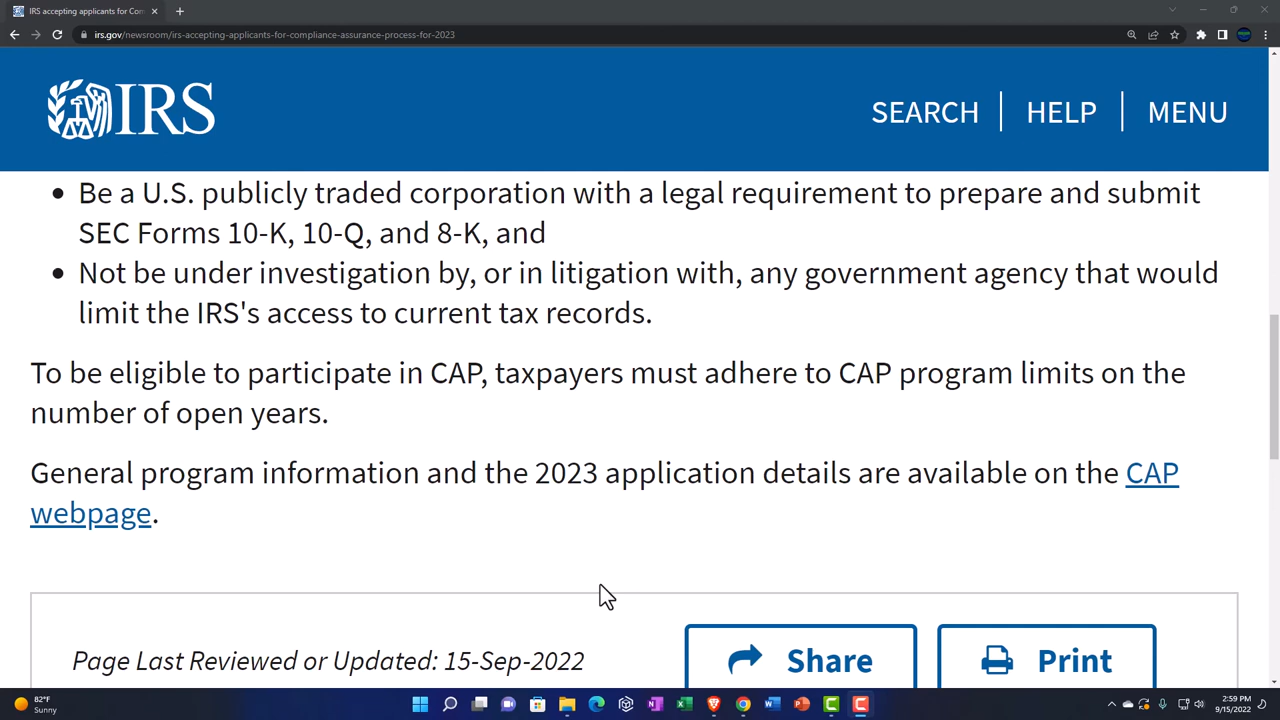 IRS accepting applicants for Com
irs.gov/newsroom/irs-accepting-applicants-for-compliance-assurance-process-for-2023
IRS
SEARCH HELP MENU
• Be a U.S. publicly traded corporation with a legal requirement to prepare and submit
SEC Forms 10-K, 10-Q, and 8-K, and
• Not be under investigation by, or in litigation with, any government agency that would
limit the IRS's access to current tax records.
To be eligible to participate in CAP, taxpayers must adhere to CAP program limits on the
number of open years.
General program information and the 2023 application details are available on the CAP
webpage.
Page Last Reviewed or Updated: 15-Sep-2022
Share
Print
82°F
Sunny
2:59 PM
9/15/2022